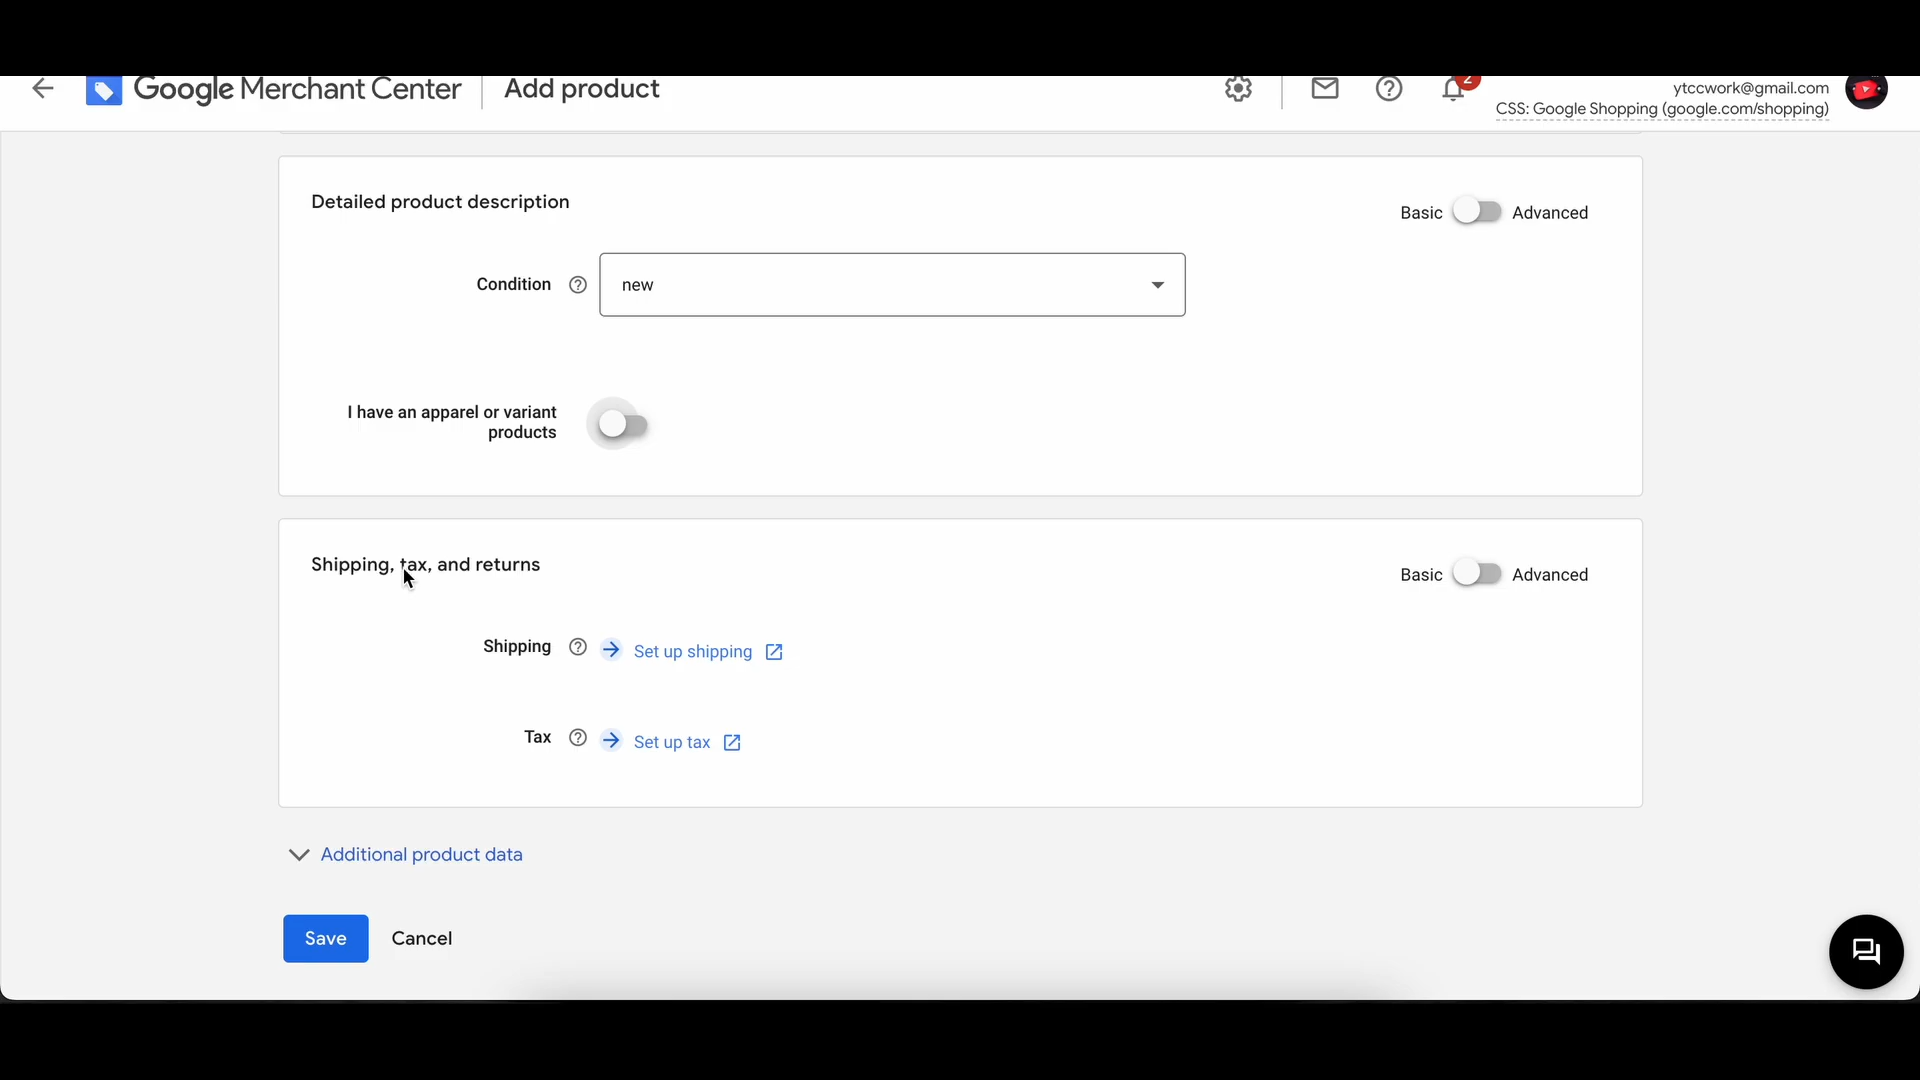 Google Merchant Center
Add product
2
ytccwork@gmail.com
CSS: Google Shopping (google.com/shopping)
Detailed product description
Basic
Advanced
Condition
new
I have an apparel or variant
products
Shipping, tax, and returns
Basic
Advanced
Shipping
Set up shipping
Tax
Set up tax
Additional product data
Save
Cancel